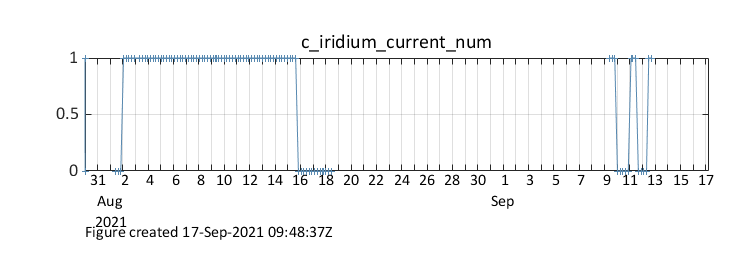 c_iridium_current_num
1
0.5
0
31 2 4 6 8 10 12 14 16 18 20 22 24 26 28 30 1 3 5 7 9 11 13 15 17
Aug Sep
2021
Figure created 17-Sep-2021 09:48:37Z